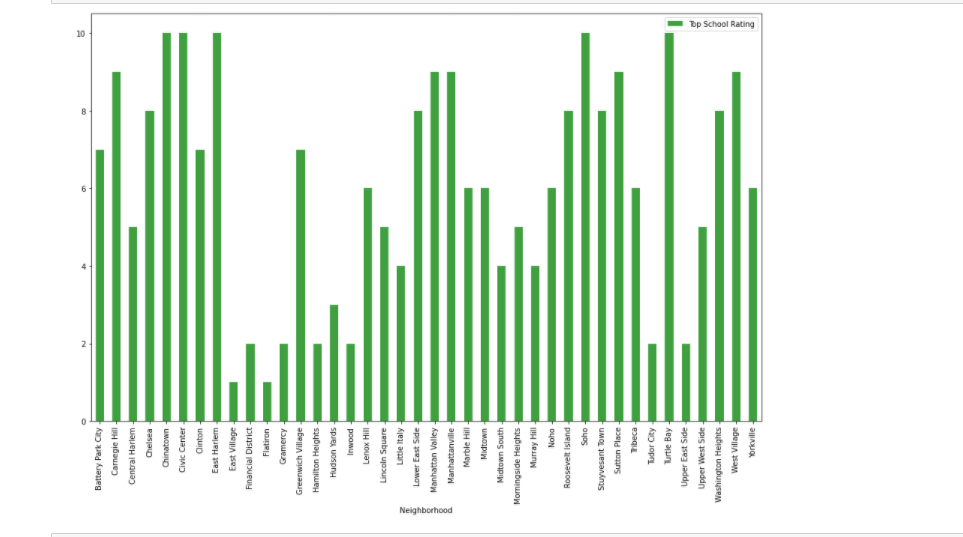 Top School Rating
10
8
6
4
2
0
Battery Park City
Carnegie Hill
Central Harlem
Chelsea
Chinatown
Civic Center
Clinton
East Harlem
East Village
Financial District
Flatiron
Gramercy
Greenwich Village
Hamilton Heights
Hudson Yards
Inwood
Lenox Hill
Lincoln Square
Little Italy
Lower East Side
Manhattan Valley
Manhattanville
Marble Hill
Midtown
Midtown South
Morningside Heights
Murray Hill
Noho
Roosevelt Island
Soho
Stuyvesant Town
Sutton Place
Tribeca
Tudor City
Turtle Bay
Upper East Side
Upper West Side
Washington Heights
West Village
Yorkville
Neighborhood